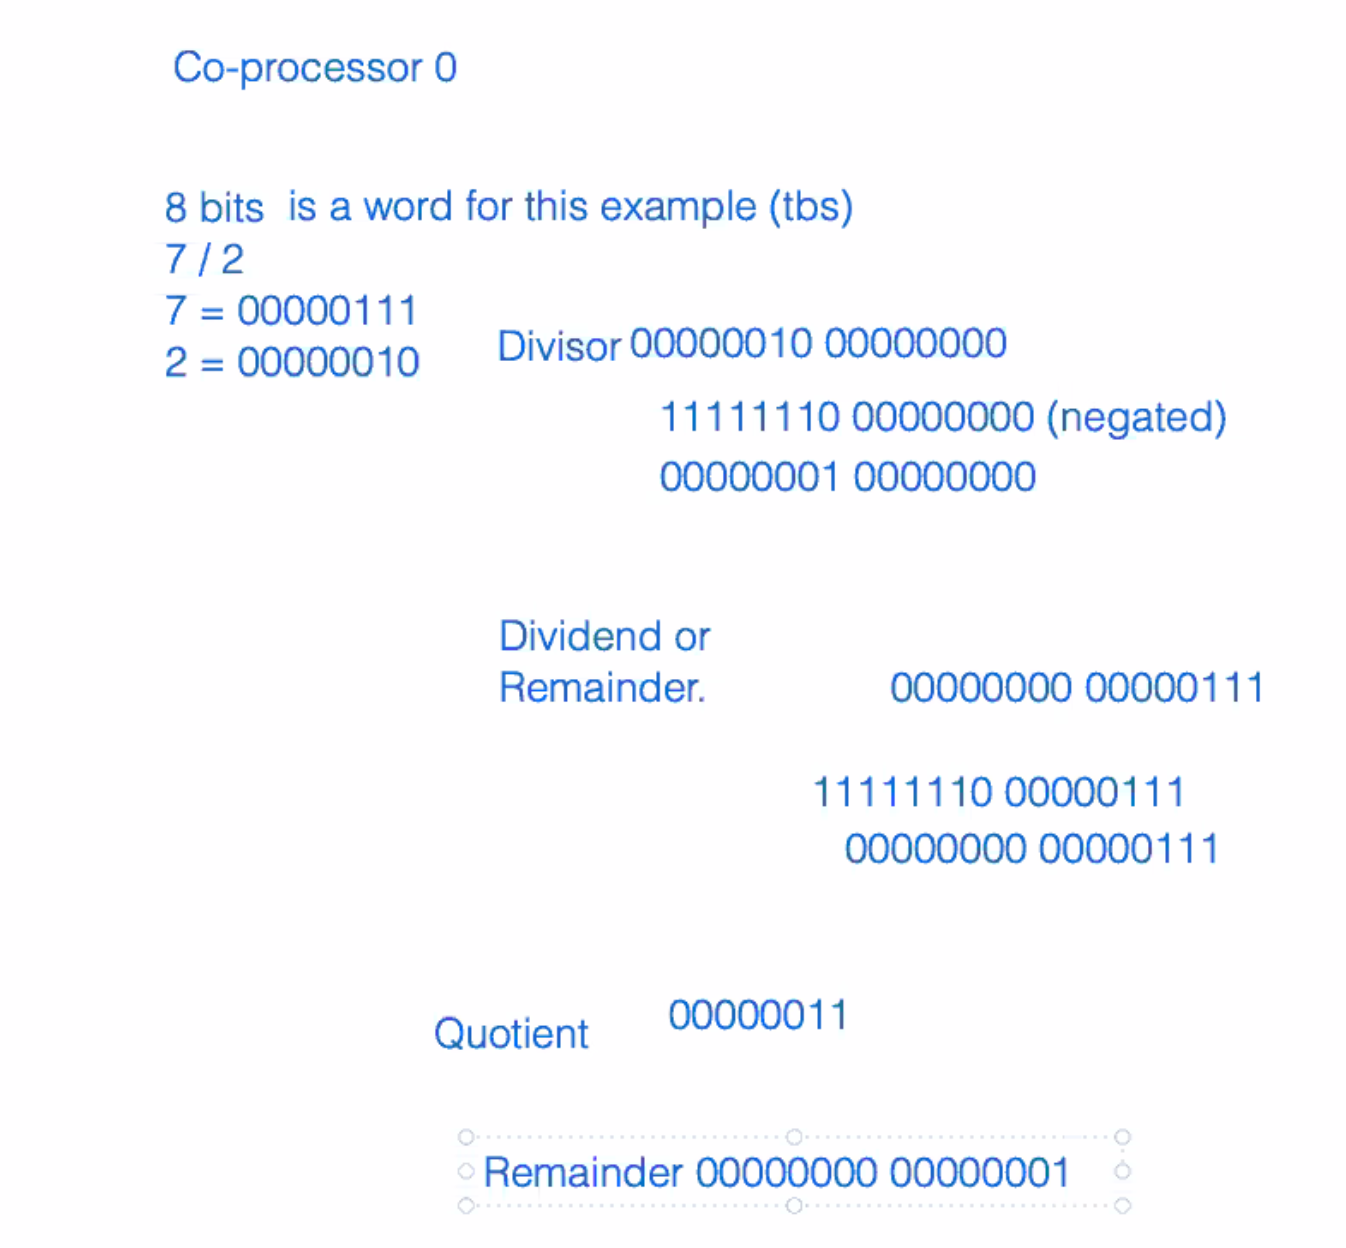 Co-processor 0
8 bits is a word for this example (tbs)
7 / 2
7 = 00000111
2 = 00000010
Divisor 00000010 00000000
11111110 00000000 (negated)
00000001 00000000
Dividend or
Remainder. 00000000 00000111
11111110 00000111
00000000 00000111
Quotient 00000011
Remainder 00000000 00000001